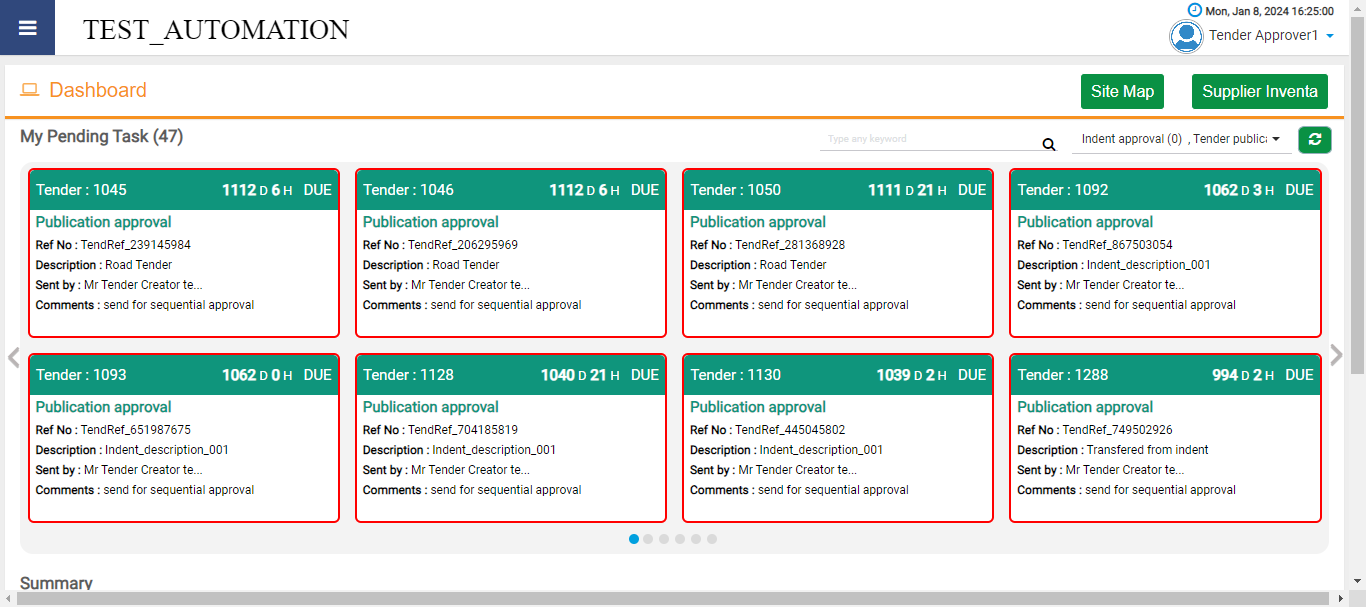 TEST_AUTOMATION
Mon, Jan 8, 2024 16:25:00
Tender Approver1
Dashboard
Site Map
Supplier Inventa
My Pending Task (47)
Type any keyword
Indent approval (0) , Tender public
Tender : 1045 1112 D 6 H DUE
Publication approval
Ref No : TendRef_239145984
Description : Road Tender
Sent by : Mr Tender Creator te...
Comments : send for sequential approval
Tender : 1046 1112 D 6 H DUE
Publication approval
Ref No : TendRef_206295969
Description : Road Tender
Sent by : Mr Tender Creator te...
Comments : send for sequential approval
Tender : 1050 1111 D 21 H DUE
Publication approval
Ref No : TendRef_281368928
Description : Road Tender
Sent by : Mr Tender Creator te...
Comments : send for sequential approval
Tender : 1092 1062 D 3 H DUE
Publication approval
Ref No : TendRef_867503054
Description : Indent_description_001
Sent by : Mr Tender Creator te...
Comments : send for sequential approval
Tender : 1093 1062 D 0 H DUE
Publication approval
Ref No : TendRef_651987675
Description : Indent_description_001
Sent by : Mr Tender Creator te...
Comments : send for sequential approval
Tender : 1128 1040 D 21 H DUE
Publication approval
Ref No : TendRef_704185819
Description : Indent_description_001
Sent by : Mr Tender Creator te...
Comments : send for sequential approval
Tender : 1130 1039 D 2 H DUE
Publication approval
Ref No : TendRef_445045802
Description : Indent_description_001
Sent by : Mr Tender Creator te...
Comments : send for sequential approval
Tender : 1288 994 D 2 H DUE
Publication approval
Ref No : TendRef_749502926
Description : Transfered from indent
Sent by : Mr Tender Creator te...
Comments : send for sequential approval
Summary